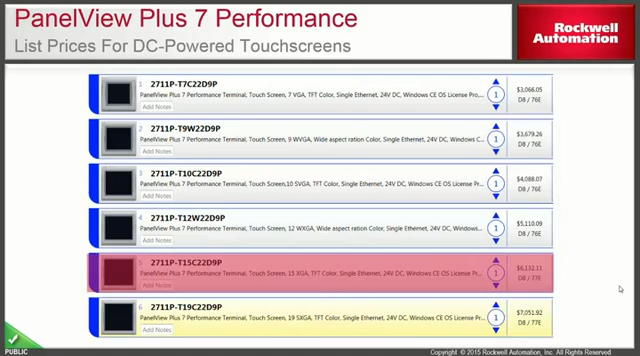 PanelView Plus 7 Performance
List Prices For DC-Powered Touchscreens
Rockwell
Automation
1 2711P-T7C22D9P
PanelView Plus 7 Performance Terminal, Touch Screen, 7 VGA, TFT Color, Single Ethernet, 24V DC, Windows CE OS License Pro,..
Add Notes
1
$3,066.05
D8 / 76E
2 2711P-T9W22D9P
PanelView Plus 7 Performance Terminal, Touch Screen, 9 WVGA, Wide aspect ration Color, Single Ethernet, 24V DC, Windows C...
Add Notes
1
$3,679.26
D8 / 76E
3 2711P-T10C22D9P
PanelView Plus 7 Performance Terminal, Touch Screen,10 SVGA, TFT Color, Single Ethernet, 24V DC, Windows CE OS License Pr...
Add Notes
1
$4,088.07
D8 / 76E
4 2711P-T12W22D9P
PanelView Plus 7 Performance Terminal, Touch Screen, 12 WXGA, Wide aspect ration Color, Single Ethernet, 24V DC, Windows ...
Add Notes
1
$5,110.09
D8 / 76E
5 2711P-T15C22D9P
PanelView Plus 7 Performance Terminal, Touch Screen, 15 XGA, TFT Color, Single Ethernet, 24V DC, Windows CE OS License Pr...
Add Notes
1
$6,132.11
D8 / 77E
6 2711P-T19C22D9P
PanelView Plus 7 Performance Terminal, Touch Screen, 19 SXGA, TFT Color, Single Ethernet, 24V DC, Windows CE OS License P...
Add Notes
1
$7,051.92
D8 / 77E
PUBLIC
Copyright © 2015 Rockwell Automation, Inc. All Rights Reserved.